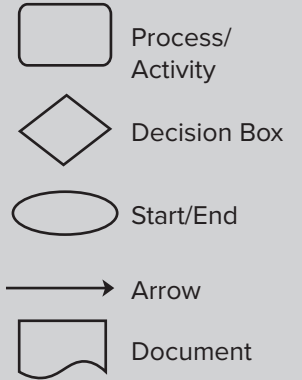 Process/
Activity
Decision Box
Start/End
Arrow
Document